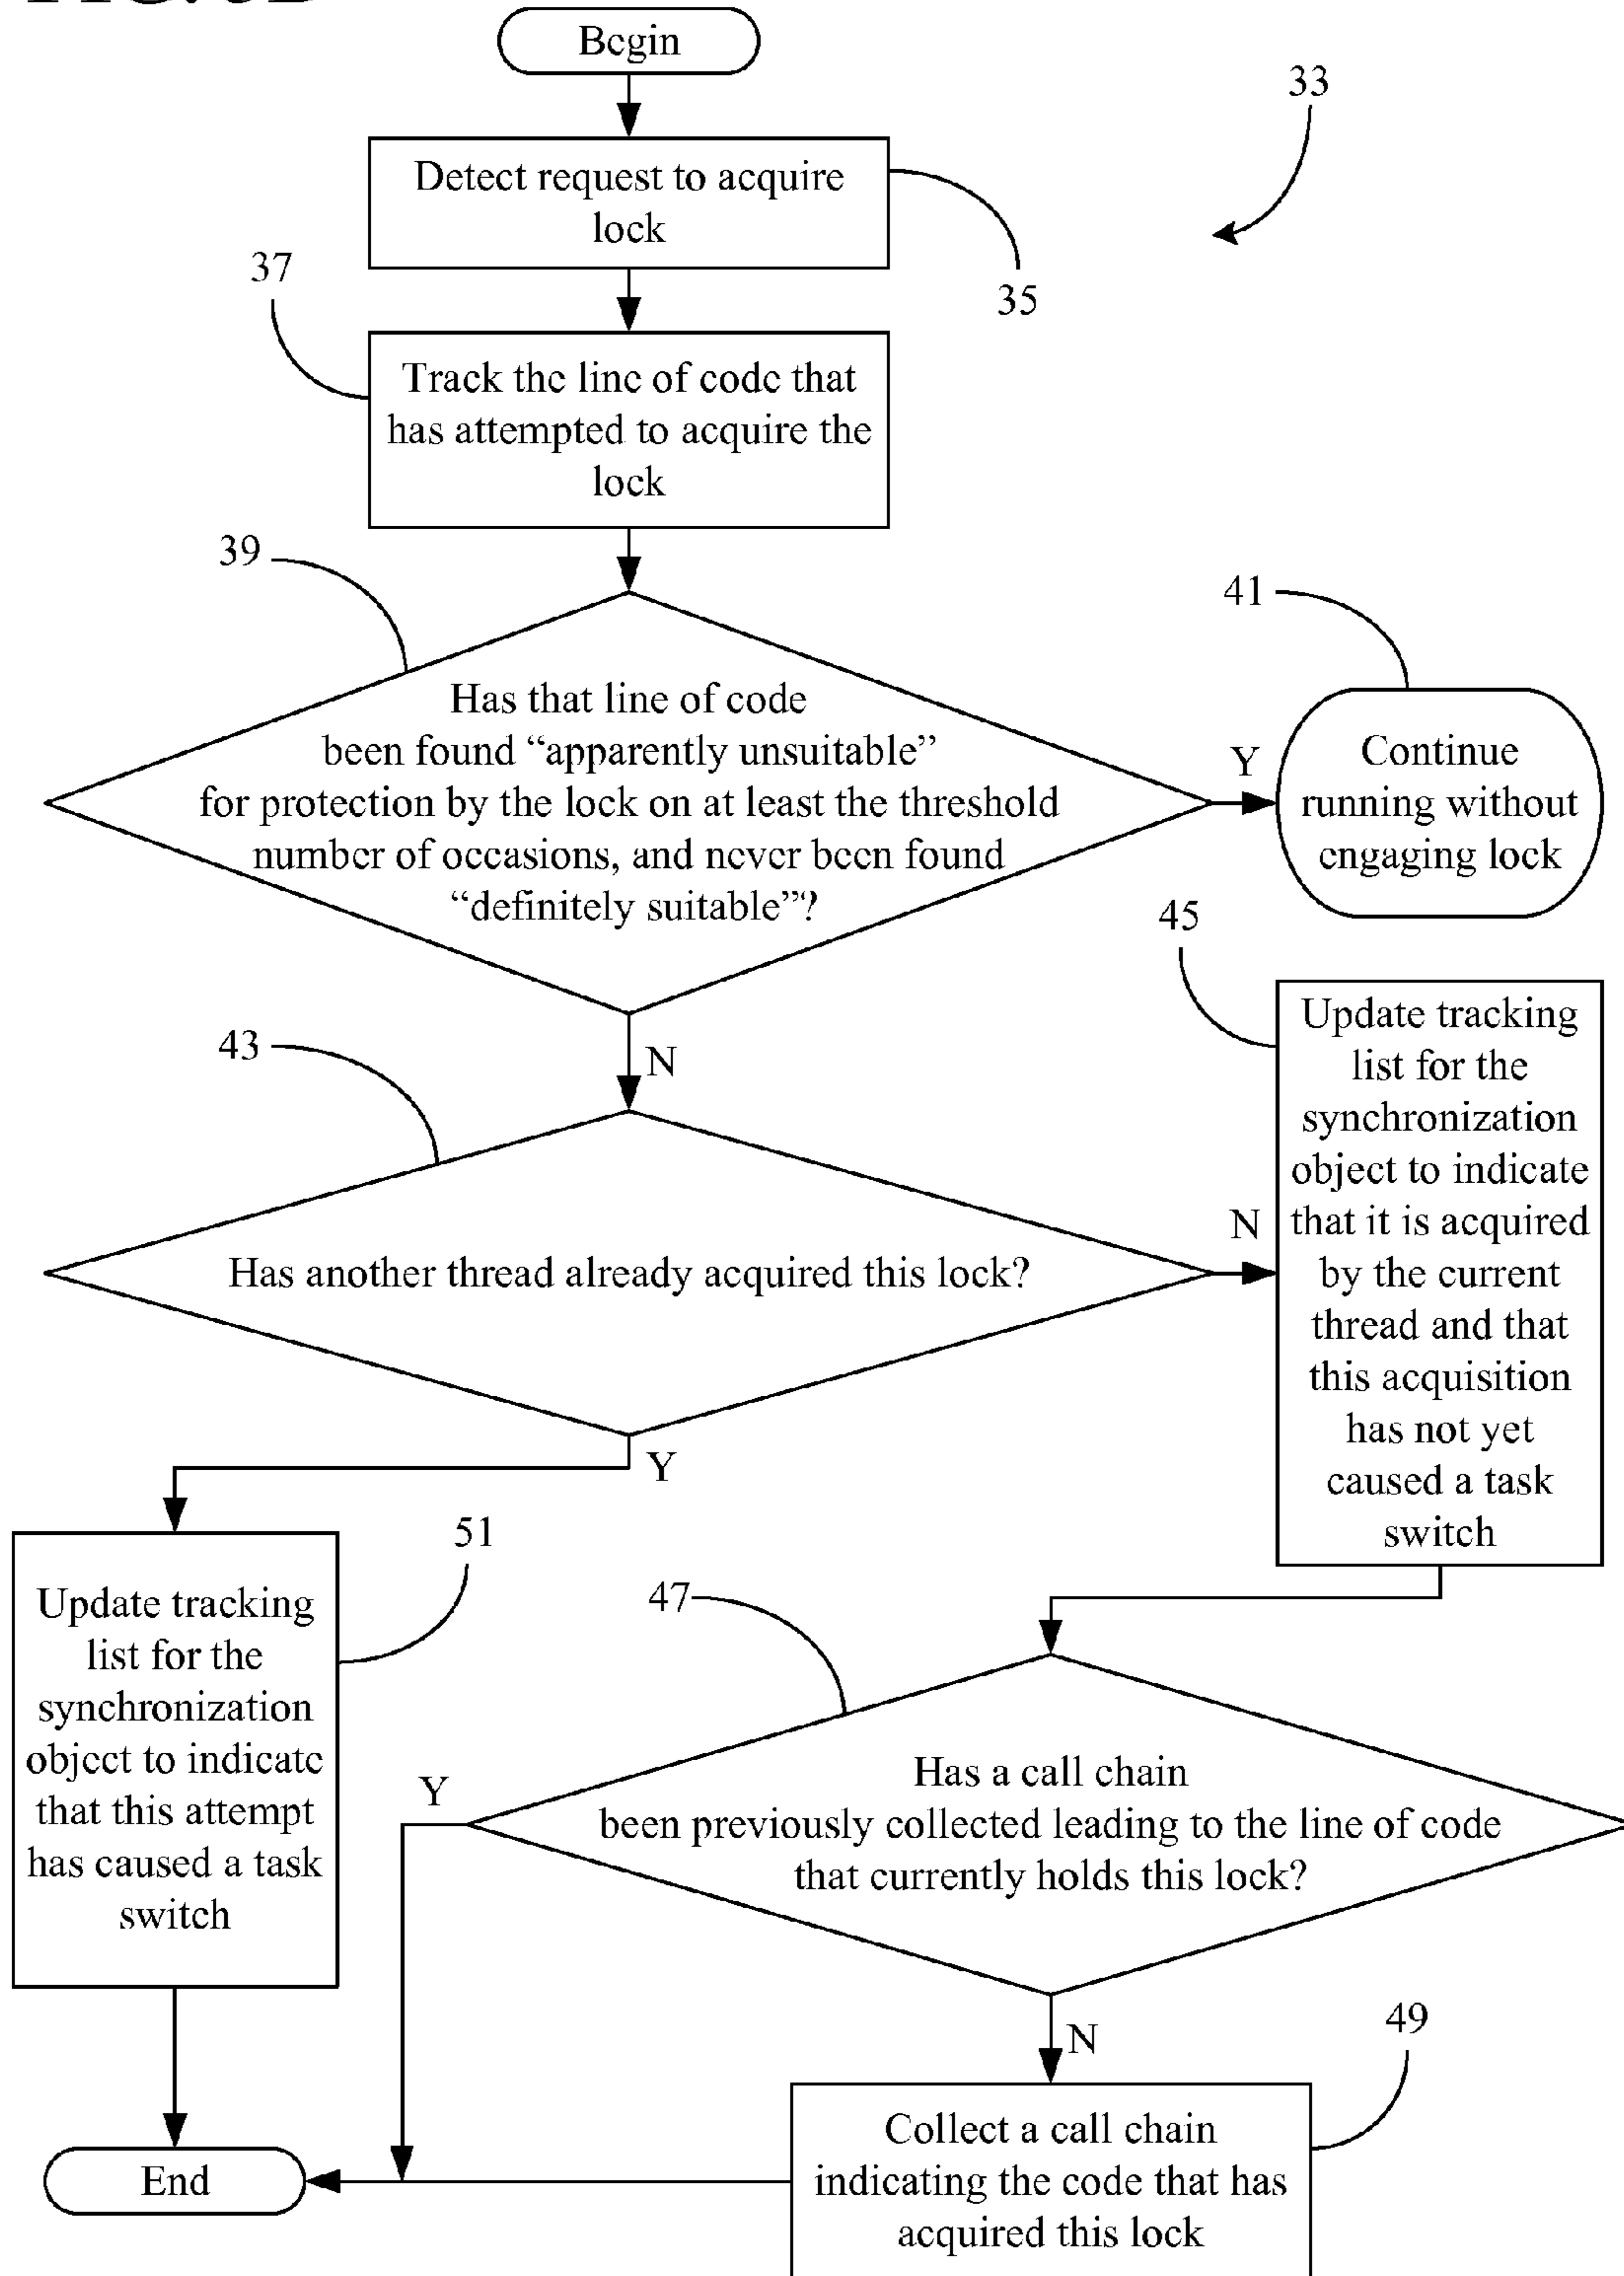 Begin
33
Detect request to acquire
lock
35
37
Track the line of code that
has attempted to acquire the
lock
39
41
Has that line of code
been found “apparently unsuitable”
for protection by the lock on at least the threshold
number of occasions, and never been found
“definitely suitable”?
Y
Continue
running without
engaging lock
45
43
N
Update tracking
list for the
synchronization
object to indicate
that it is acquired
by the current
thread and that
this acquisition
has not yet
caused a task
switch
Has another thread already acquired this lock?
N
Y
51
Update tracking
list for the
synchronization
object to indicate
that this attempt
has caused a task
switch
47
Has a call chain
been previously collected leading to the line of code
that currently holds this lock?
Y
N
49
Collect a call chain
indicating the code that has
acquired this lock
End